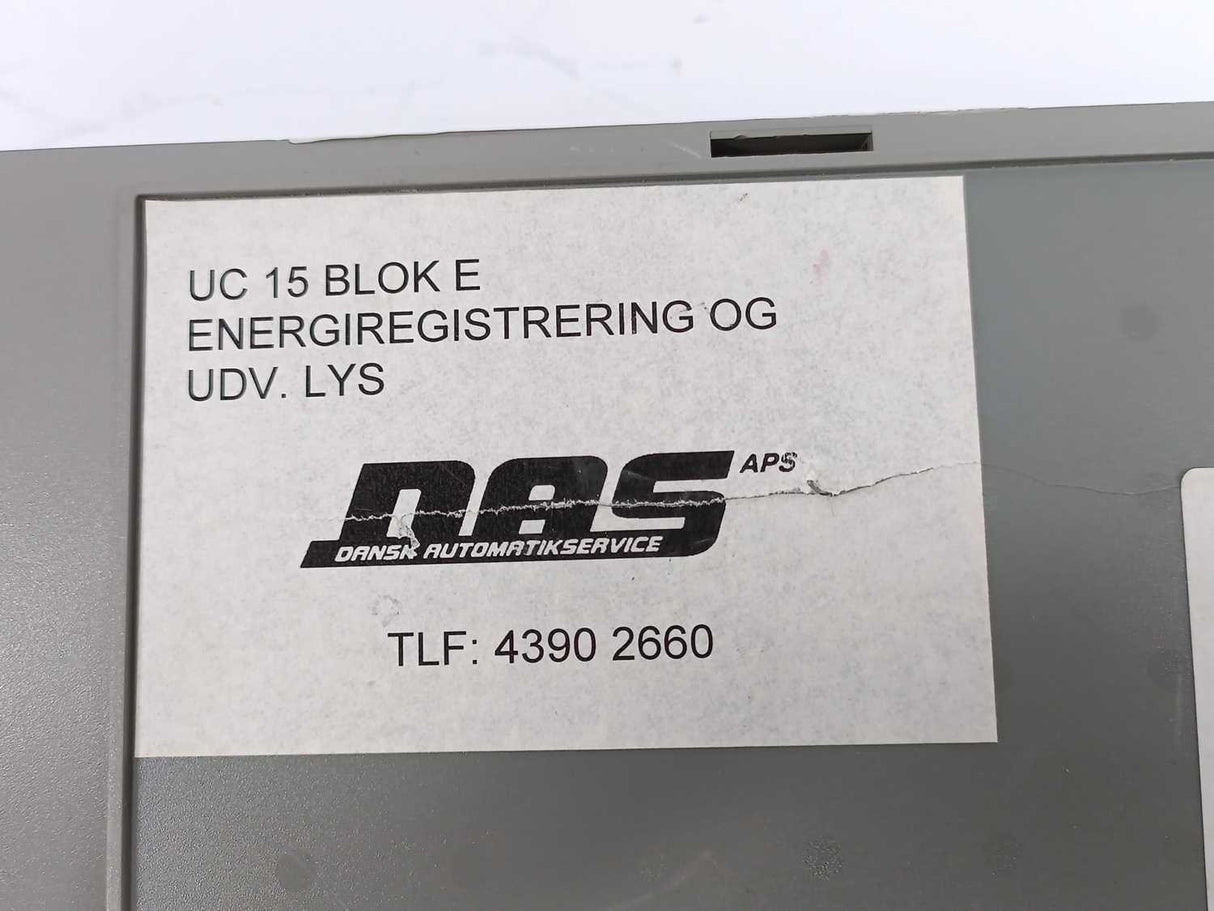 UC 15 BLOK E
ENERGIREGISTRERING OG
UDV. LYS
DAS APS
DANSK AUTOMATIKSERVICE
TLF: 4390 2660